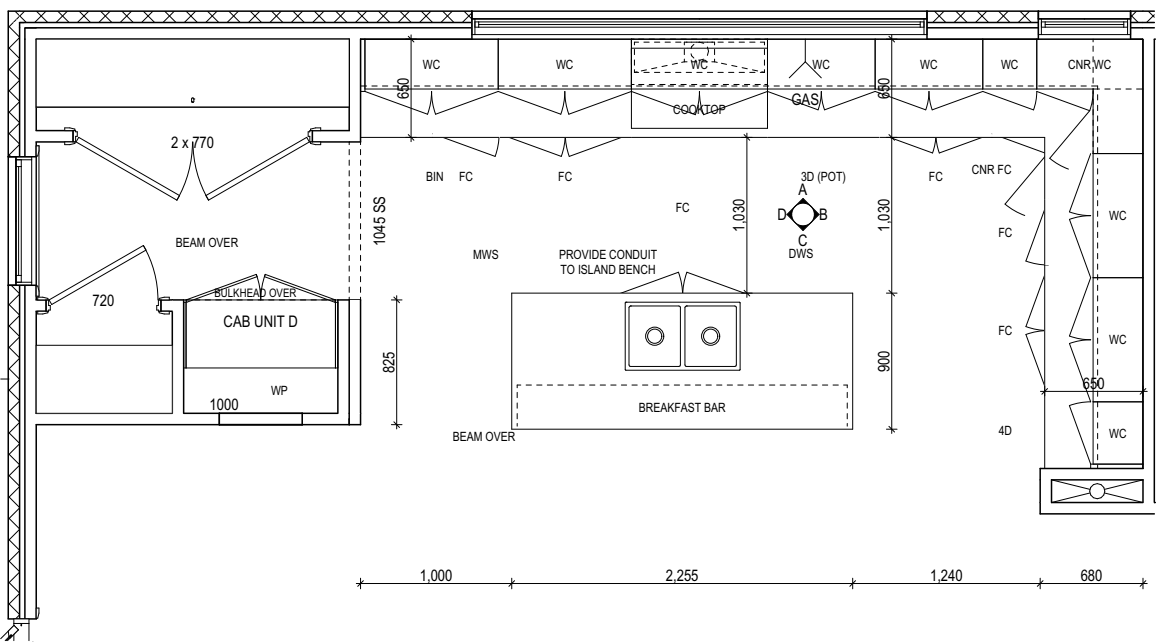 WC
WC
WC
WC
WC
WC
CNR WC
650
650
COOKTOP
GAS
2 x 770
BIN
FC
FC
3D (POT)
FC
CNR FC
A
D
B
C
FC
1045 SS
1,030
1,030
WC
FC
BEAM OVER
MWS
PROVIDE CONDUIT
TO ISLAND BENCH
DWS
BULKHEAD OVER
720
CAB UNIT D
FC
WC
825
900
WP
650
1000
BREAKFAST BAR
BEAM OVER
4D
WC
1,000
2,255
1,240
680